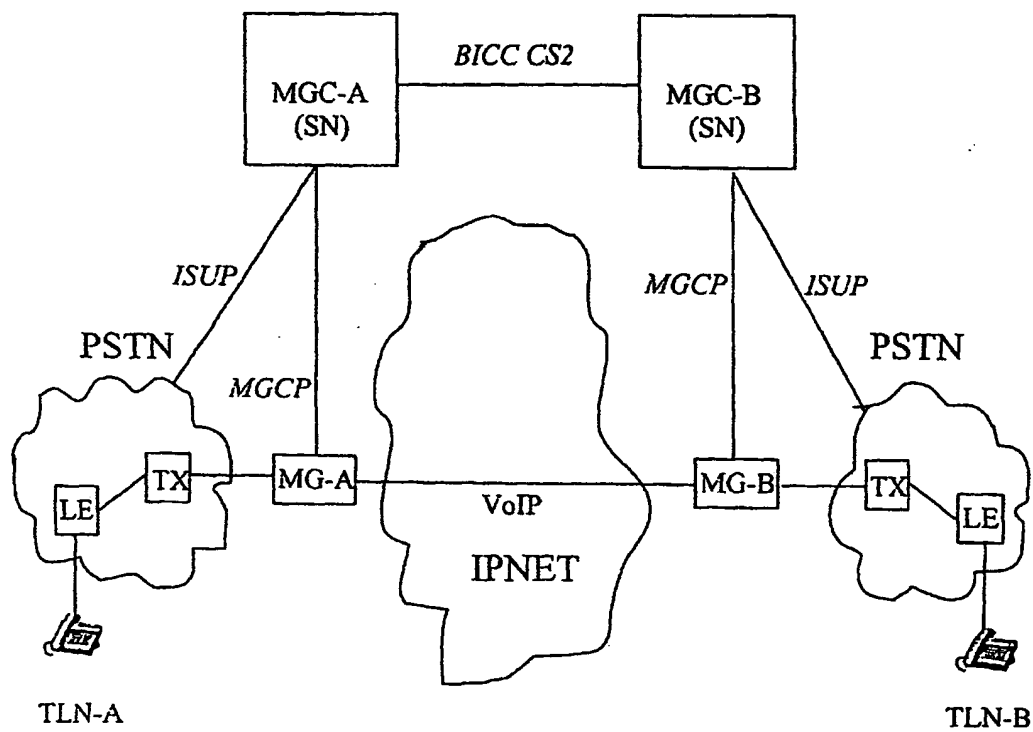 BICC CS2
MGC-A
(SN)
MGC-B
(SN)
ISUP
MGCP
MGCP
ISUP
PSTN
PSTN
TX
MG-A
VoIP
MG-B
TX
LE
LE
IPNET
TLN-A
TLN-B